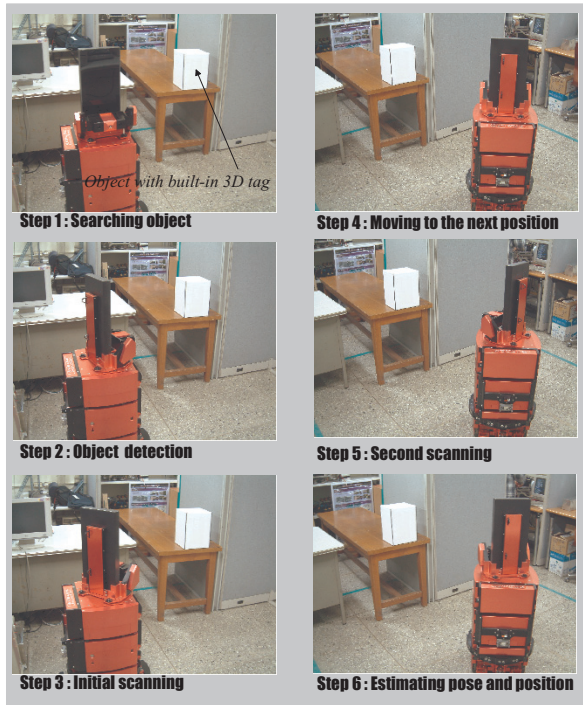 Object with built-in 3D tag
Step 1 : Searching object
Step 2 : Object detection
Step 3 : Initial scanning
Step 4 : Moving to the next position
Step 5 : Second scanning
Step 6 : Estimating pose and position